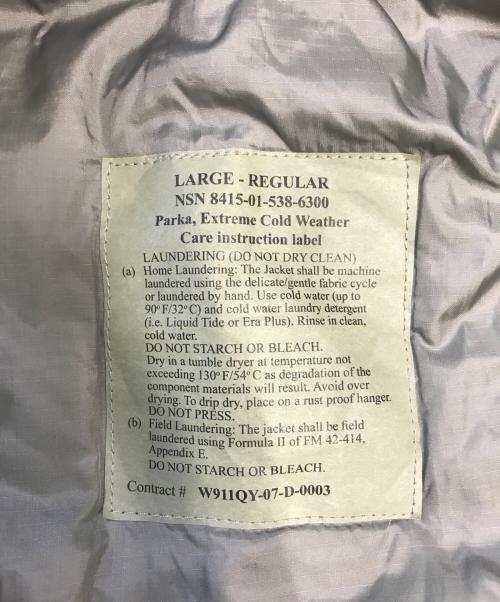 LARGE - REGULAR
NSN 8415-01-538-6300
Parka, Extreme Cold Weather
Care instruction label
LAUNDERING (DO NOT DRY CLEAN)
(a) Home Laundering: The Jacket shall be machine
laundered using the delicate/gentle fabric cycle
or laundered by hand. Use cold water (up to
90°F/32°C) and cold water laundry detergent
(i.e. Liquid Tide or Era Plus). Rinse in clean,
cold water.
DO NOT STARCH OR BLEACH.
Dry in a tumble dryer at temperature not
exceeding 130°F/54°C as degradation of the
component materials will result. Avoid over
drying. To drip dry, place on a rust proof hanger.
DO NOT PRESS.
(b) Field Laundering: The jacket shall be field
laundered using Formula II of FM 42-414,
Appendix E.
DO NOT STARCH OR BLEACH.
Contract # W911QY-07-D-0003